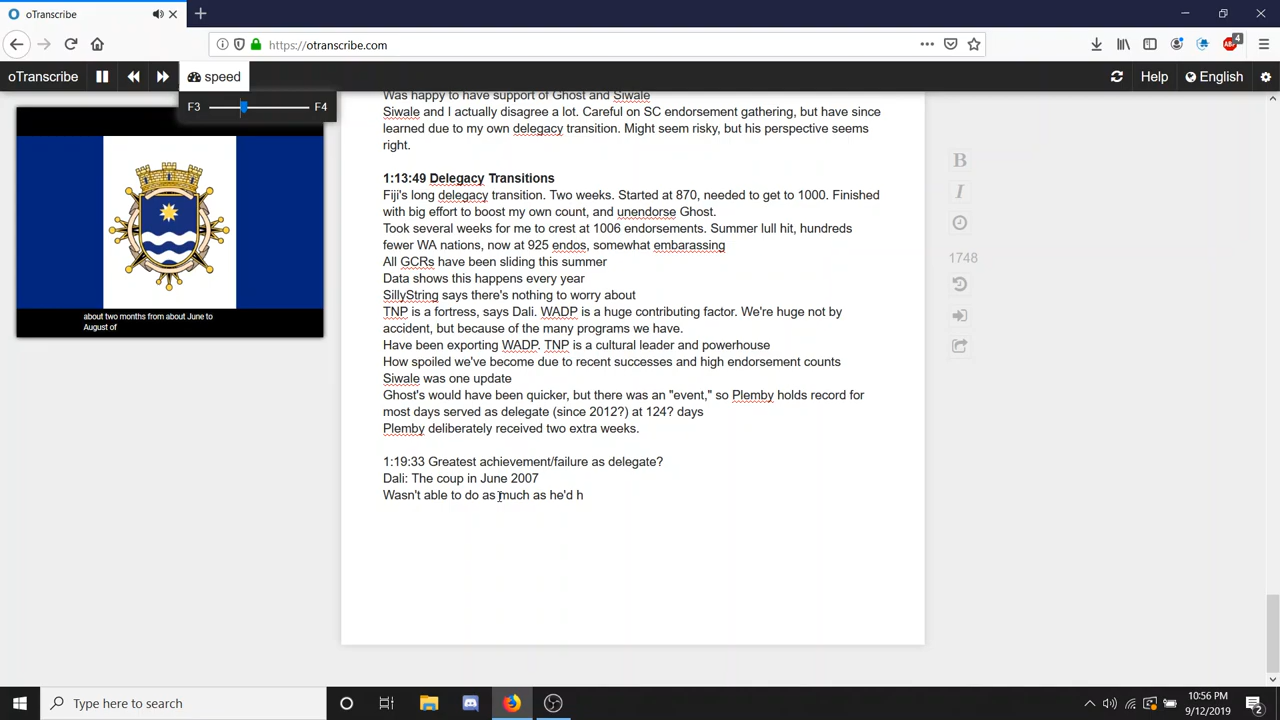 oTranscribe
https://otranscribe.com
4
oTranscribe
speed
Help
English
F3
F4
about two months from about June to
August of
Was happy to have support of Ghost and Siwale
Siwale and I actually disagree a lot. Careful on SC endorsement gathering, but have since
learned due to my own delegacy transition. Might seem risky, but his perspective seems
right.
1:13:49 Delegacy Transitions
Fiji's long delegacy transition. Two weeks. Started at 870, needed to get to 1000. Finished
with big effort to boost my own count, and unendorse Ghost.
Took several weeks for me to crest at 1006 endorsements. Summer lull hit, hundreds
fewer WA nations, now at 925 endos, somewhat embarassing
All GCRs have been sliding this summer
Data shows this happens every year
SillyString says there's nothing to worry about
TNP is a fortress, says Dali. WADP is a huge contributing factor. We're huge not by
accident, but because of the many programs we have.
Have been exporting WADP. TNP is a cultural leader and powerhouse
How spoiled we've become due to recent successes and high endorsement counts
Siwale was one update
Ghost's would have been quicker, but there was an "event," so Plemby holds record for
most days served as delegate (since 2012?) at 124? days
Plemby deliberately received two extra weeks.
1:19:33 Greatest achievement/failure as delegate?
Dali: The coup in June 2007
Wasn't able to do as much as he'd h
B
I
1748
Type here to search
10:56 PM
9/12/2019
2